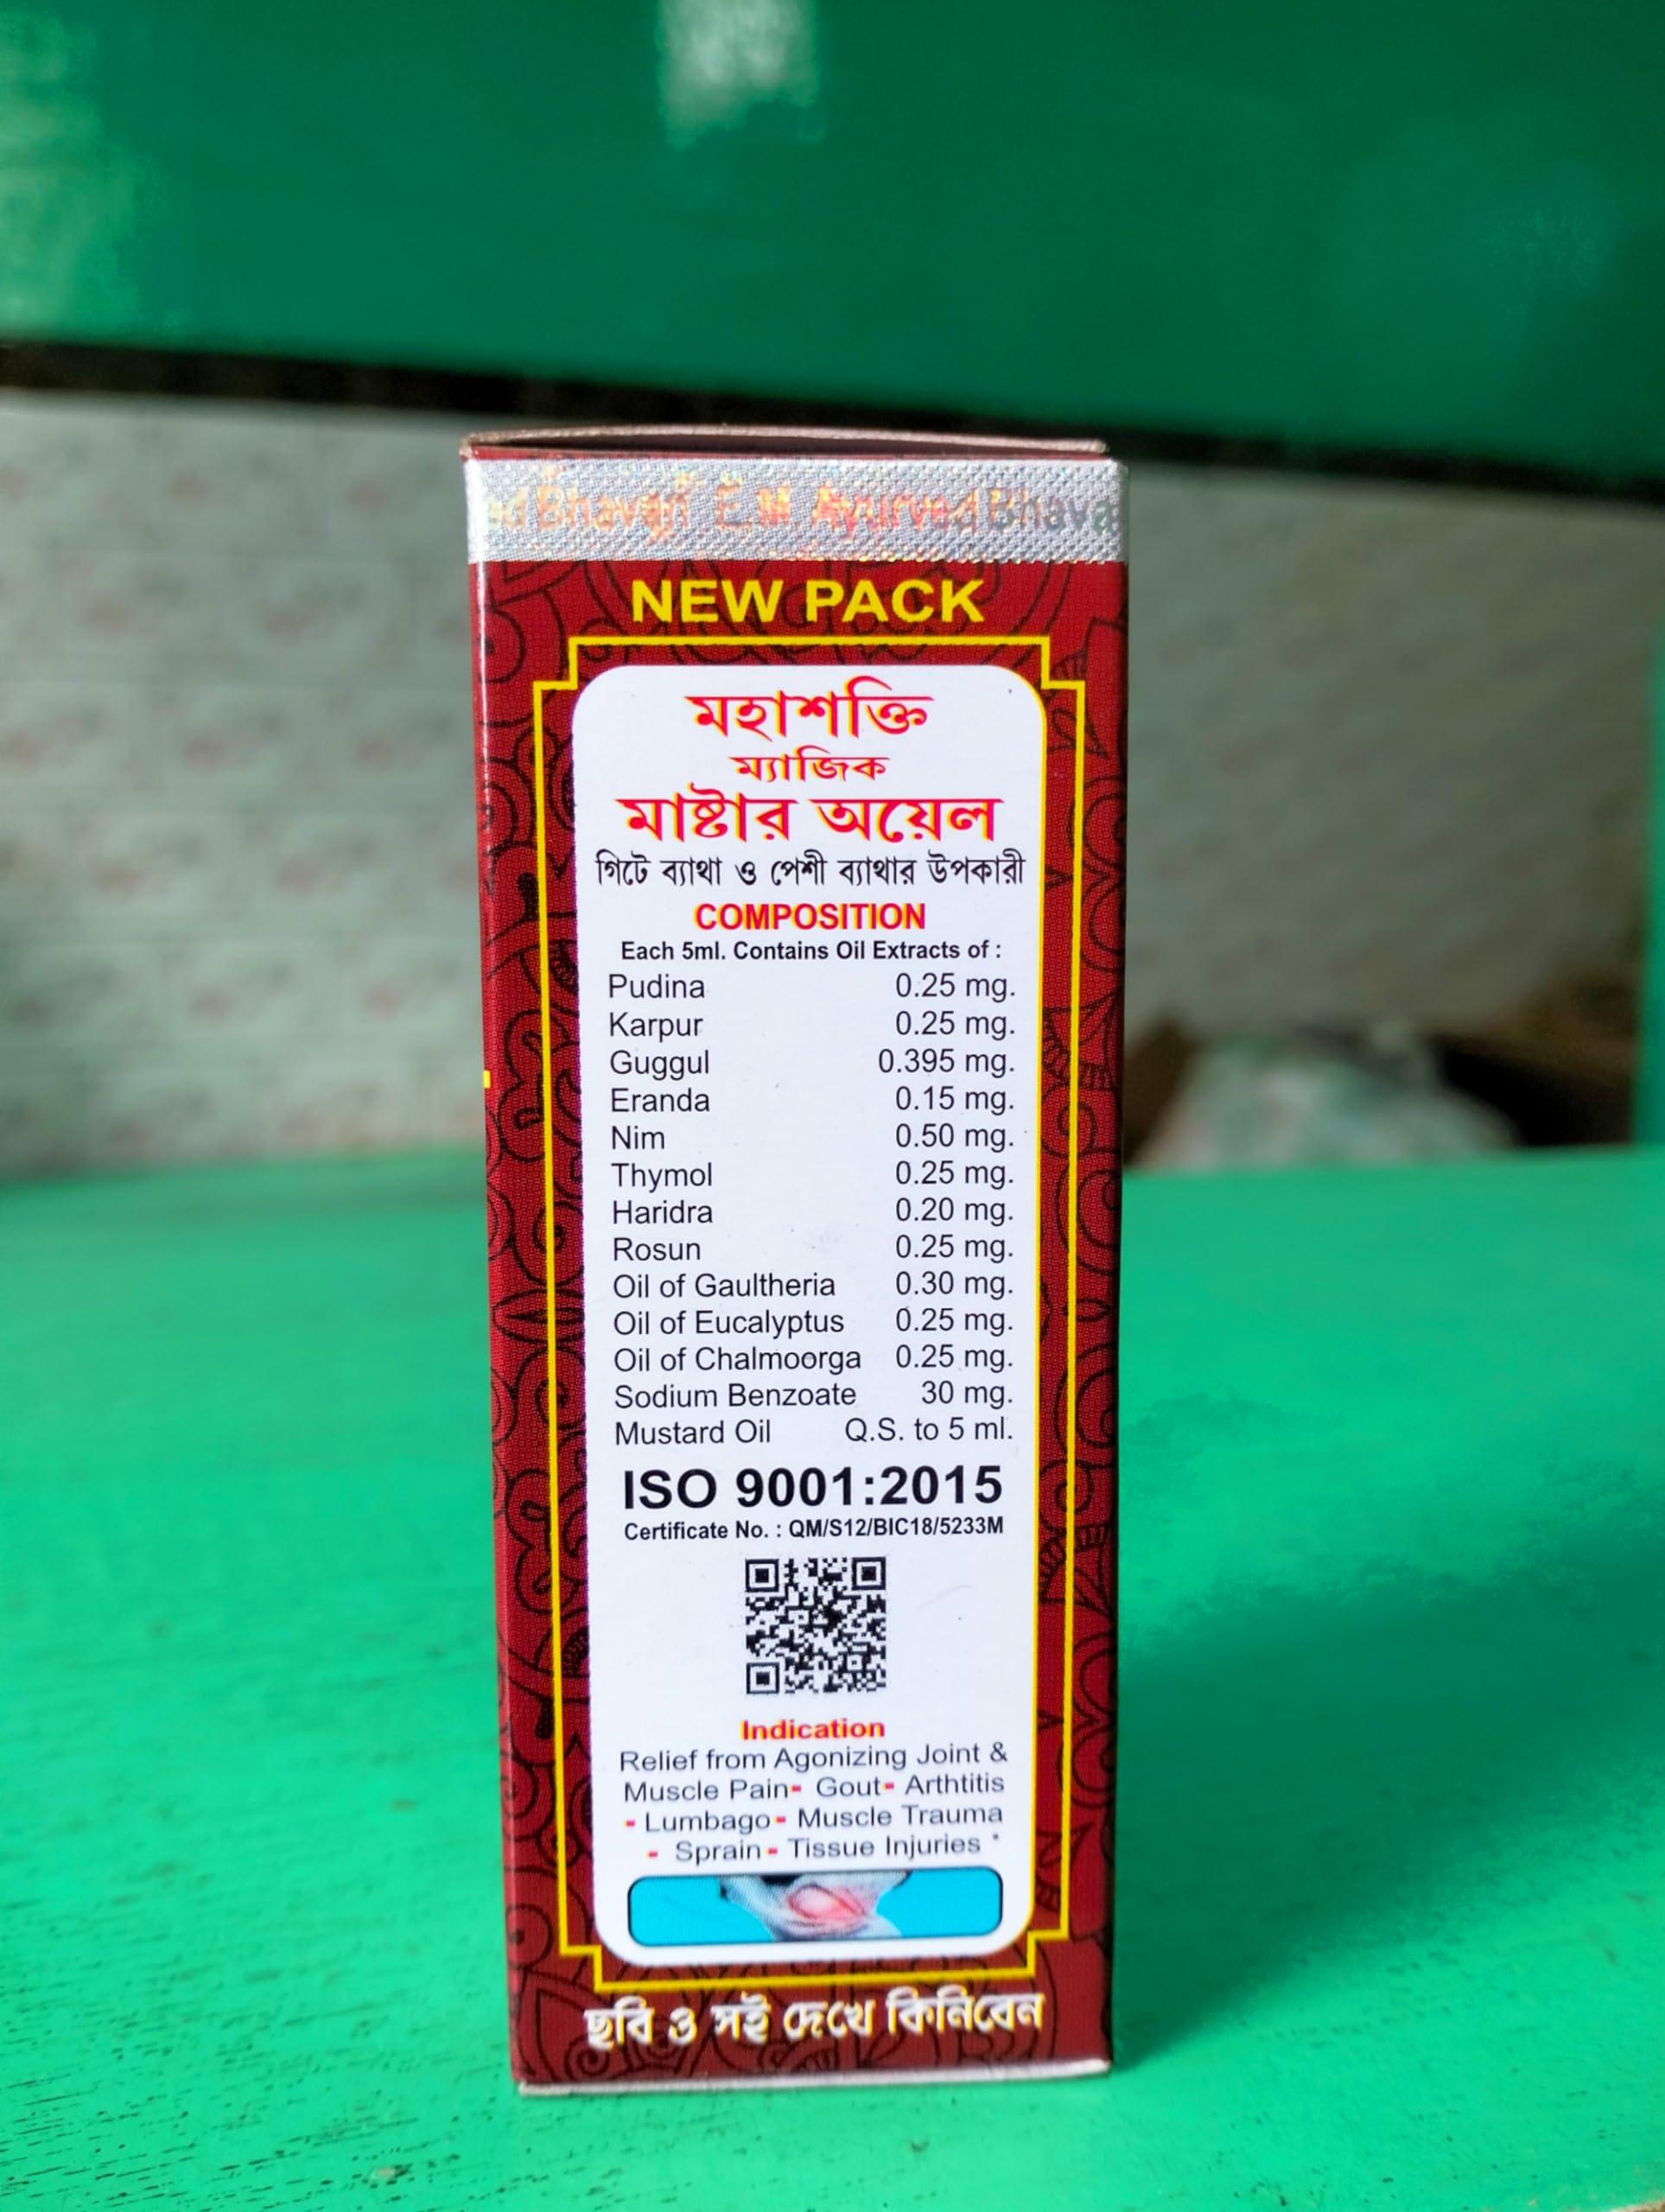 Bhavan E.M Ayurved Bhava
NEW PACK
মহাশক্তি
ম্যাজিক
মাষ্টার অয়েল
গিটে ব্যাথা ও পেশী ব্যাথার উপকারী
COMPOSITION
Each 5ml. Contains Oil Extracts of :
Pudina 0.25 mg.
Karpur 0.25 mg.
Guggul 0.395 mg.
Eranda 0.15 mg.
Nim 0.50 mg.
Thymol 0.25 mg.
Haridra 0.20 mg.
Rosun 0.25 mg.
Oil of Gaultheria 0.30 mg.
Oil of Eucalyptus 0.25 mg.
Oil of Chalmoorga 0.25 mg.
Sodium Benzoate 30 mg.
Mustard Oil Q.S. to 5 ml.
ISO 9001:2015
Certificate No. : QM/S12/BIC18/5233M
Indication
Relief from Agonizing Joint &
Muscle Pain- Gout- Arthtitis
- Lumbago - Muscle Trauma
- Sprain - Tissue Injuries *
ছবি ও সই দেখে কিনিবেন